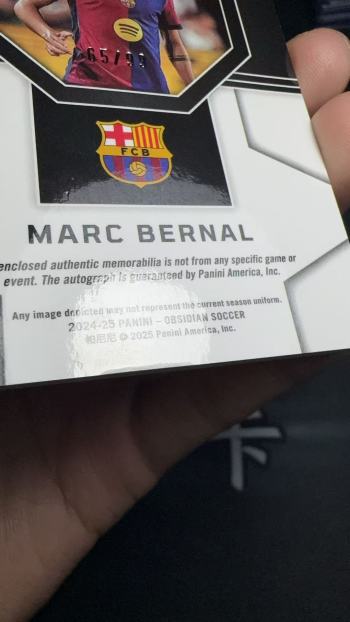 65/99
FCB
MARC BERNAL
enclosed authentic memorabilia is not from any specific game or
event. The autograph is guaranteed by Panini America, Inc.
Any image depicted may not represent the current season uniform.
2024-25 PANINI – OBSIDIAN SOCCER
帕尼尼 © 2025 Panini America, Inc.
卡